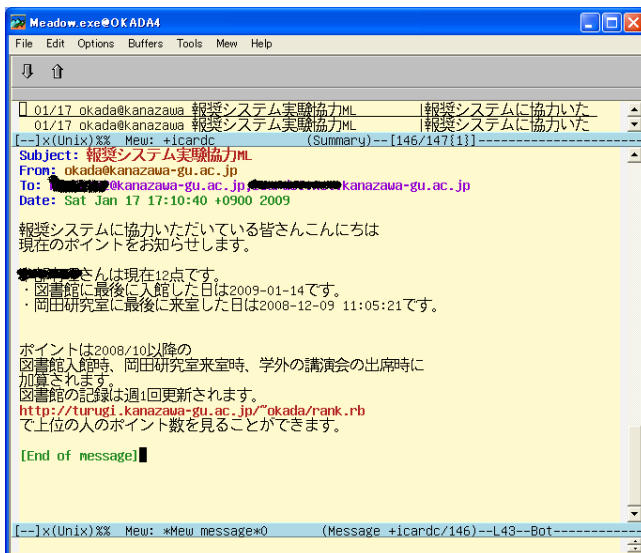 Meadow.exe@OKADA4
File Edit Options Buffers Tools Mew Help
01/17 okada@kanazawa 報奨システム実験協力ML |報奨システムに協力いた
01/17 okada@kanazawa 報奨システム実験協力ML |報奨システムに協力いた
[--]x(Unix)%% Mew: +icardc (Summary)--[146/147{1}]-----------------------
Subject: 報奨システム実験協力ML
From: okada@kanazawa-gu.ac.jp
To: 2@kanazawa-gu.ac.jp, kanazawa-gu.ac.jp
Date: Sat Jan 17 17:10:40 +0900 2009
報奨システムに協力いただいている皆さんこんにちは
現在のポイントをお知らせします。
さんは現在12点です。
・図書館に最後に入館した日は2009-01-14です。
・岡田研究室に最後に来室した日は2008-12-09 11:05:21です。
ポイントは2008/10以降の
図書館入館時、岡田研究室来室時、学外の講演会の出席時に
加算されます。
図書館の記録は週1回更新されます。
http://turugi.kanazawa-gu.ac.jp/~okada/rank.rb
で上位の人のポイント数を見ることができます。
[End of message]
[--]x(Unix)%% Mew: *Mew message*0 (Message +icardc/146)--L43--Bot-----------